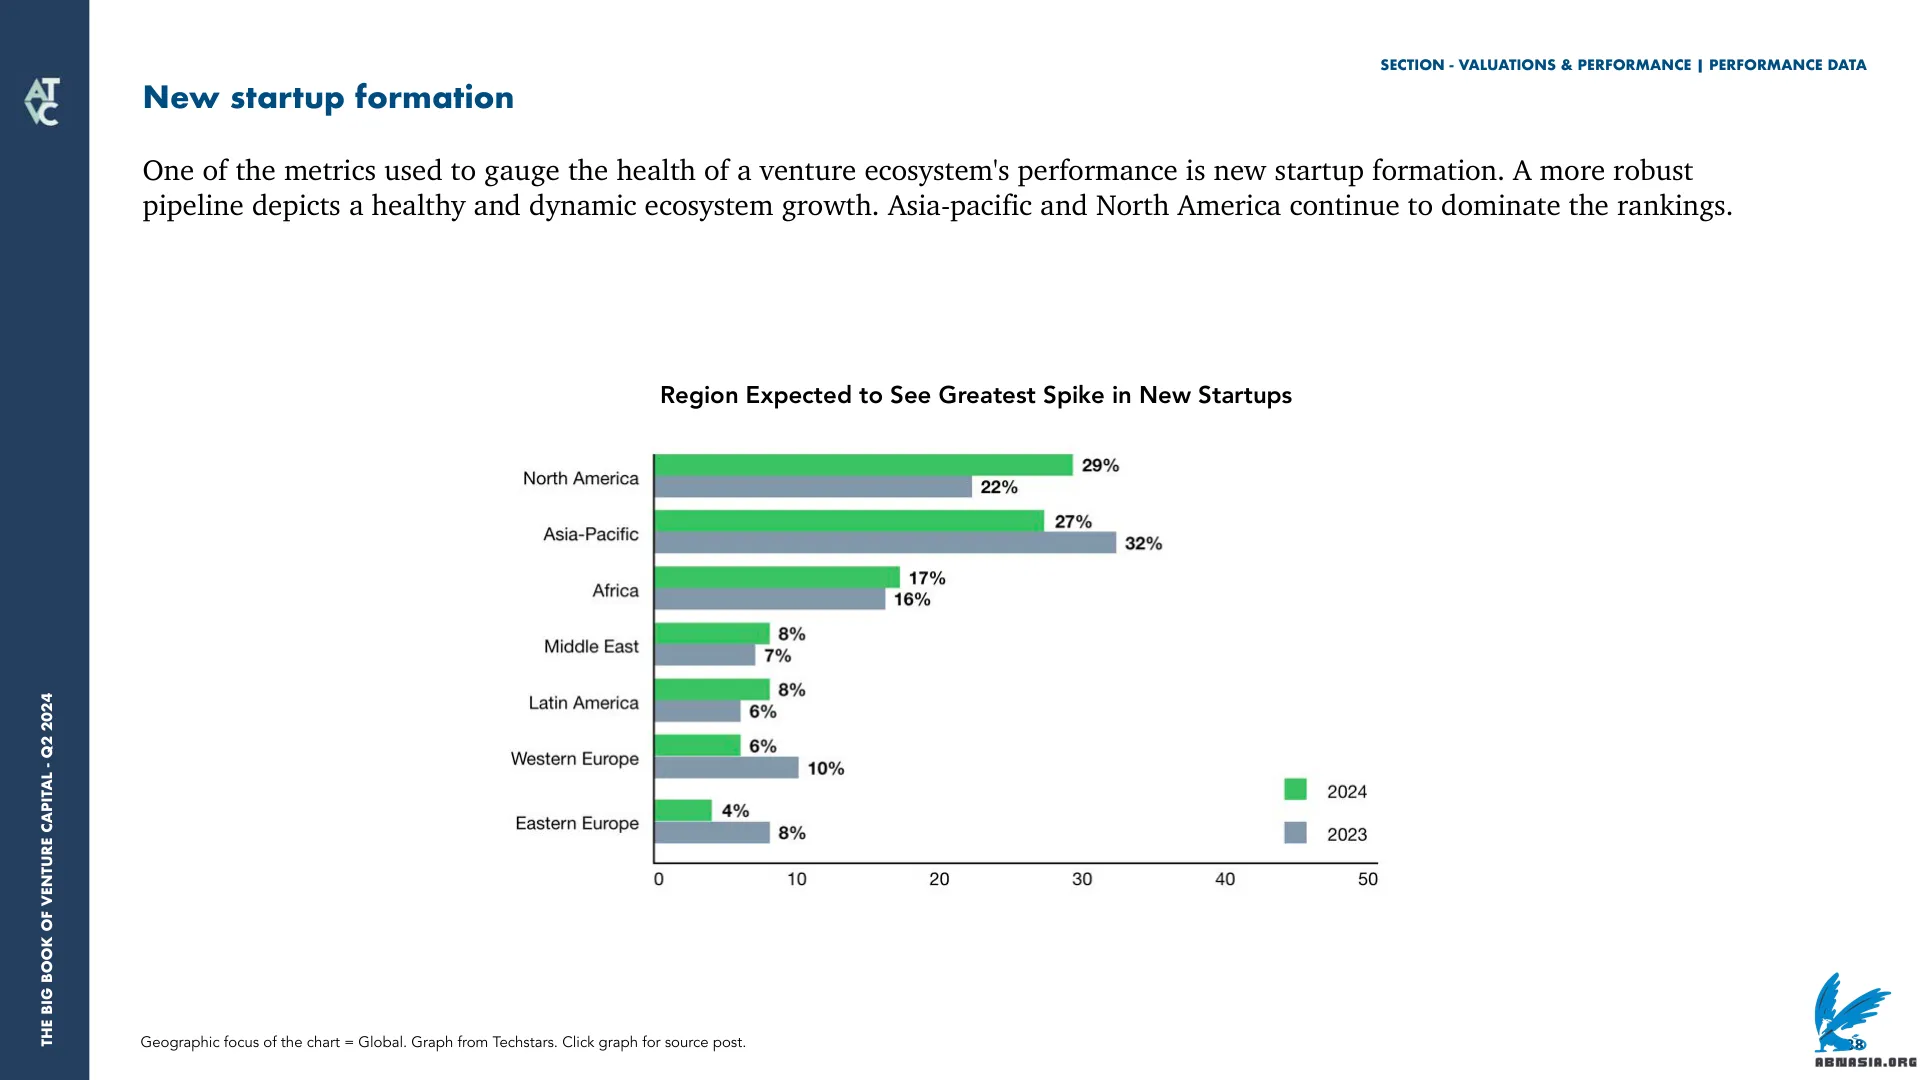 SECTION - VALUATIONS & PERFORMANCE | PERFORMANCE DATA
AT
VC
New startup formation
One of the metrics used to gauge the health of a venture ecosystem's performance is new startup formation. A more robust
pipeline depicts a healthy and dynamic ecosystem growth. Asia-pacific and North America continue to dominate the rankings.
Region Expected to See Greatest Spike in New Startups
North America
29%
22%
Asia-Pacific
27%
32%
Africa
17%
16%
Middle East
8%
7%
Latin America
8%
6%
Western Europe
6%
10%
Eastern Europe
4%
8%
2024
2023
0 10 20 30 40 50
THE BIG BOOK OF VENTURE CAPITAL - Q2 2024
Geographic focus of the chart = Global. Graph from Techstars. Click graph for source post.
ABNASIA.ORG